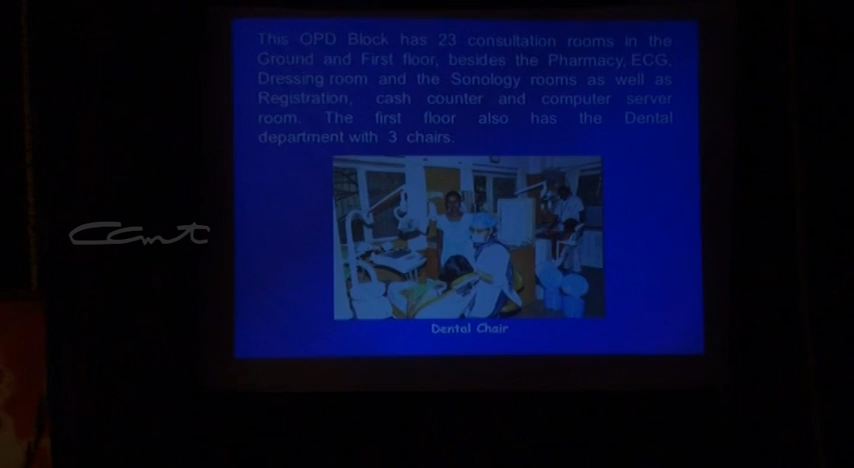 This OPD Block has 23 consultation rooms in the
Ground and First floor, besides the Pharmacy, ECG,
Dressing room and the Sonology rooms as well as
Registration, cash counter and computer server
room. The first floor also has the Dental
department with 3 chairs.
Dental Chair